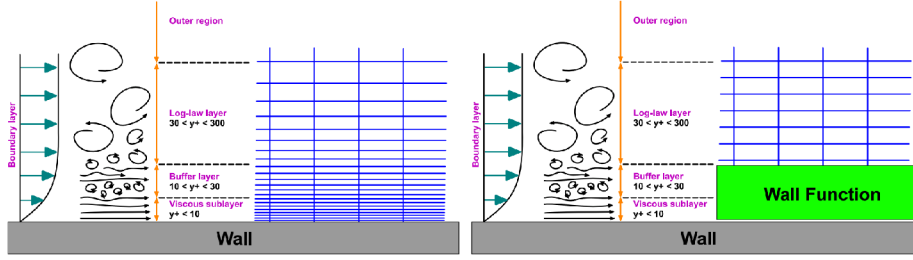 Outer region
Boundary layer
Log-law layer
30 < y+ < 300
Buffer layer
10 < y+ < 30
Viscous sublayer
y+ < 10
Wall
Outer region
Boundary layer
Log-law layer
30 < y+ < 300
Buffer layer
10 < y+ < 30
Viscous sublayer
y+ < 10
Wall Function
Wall